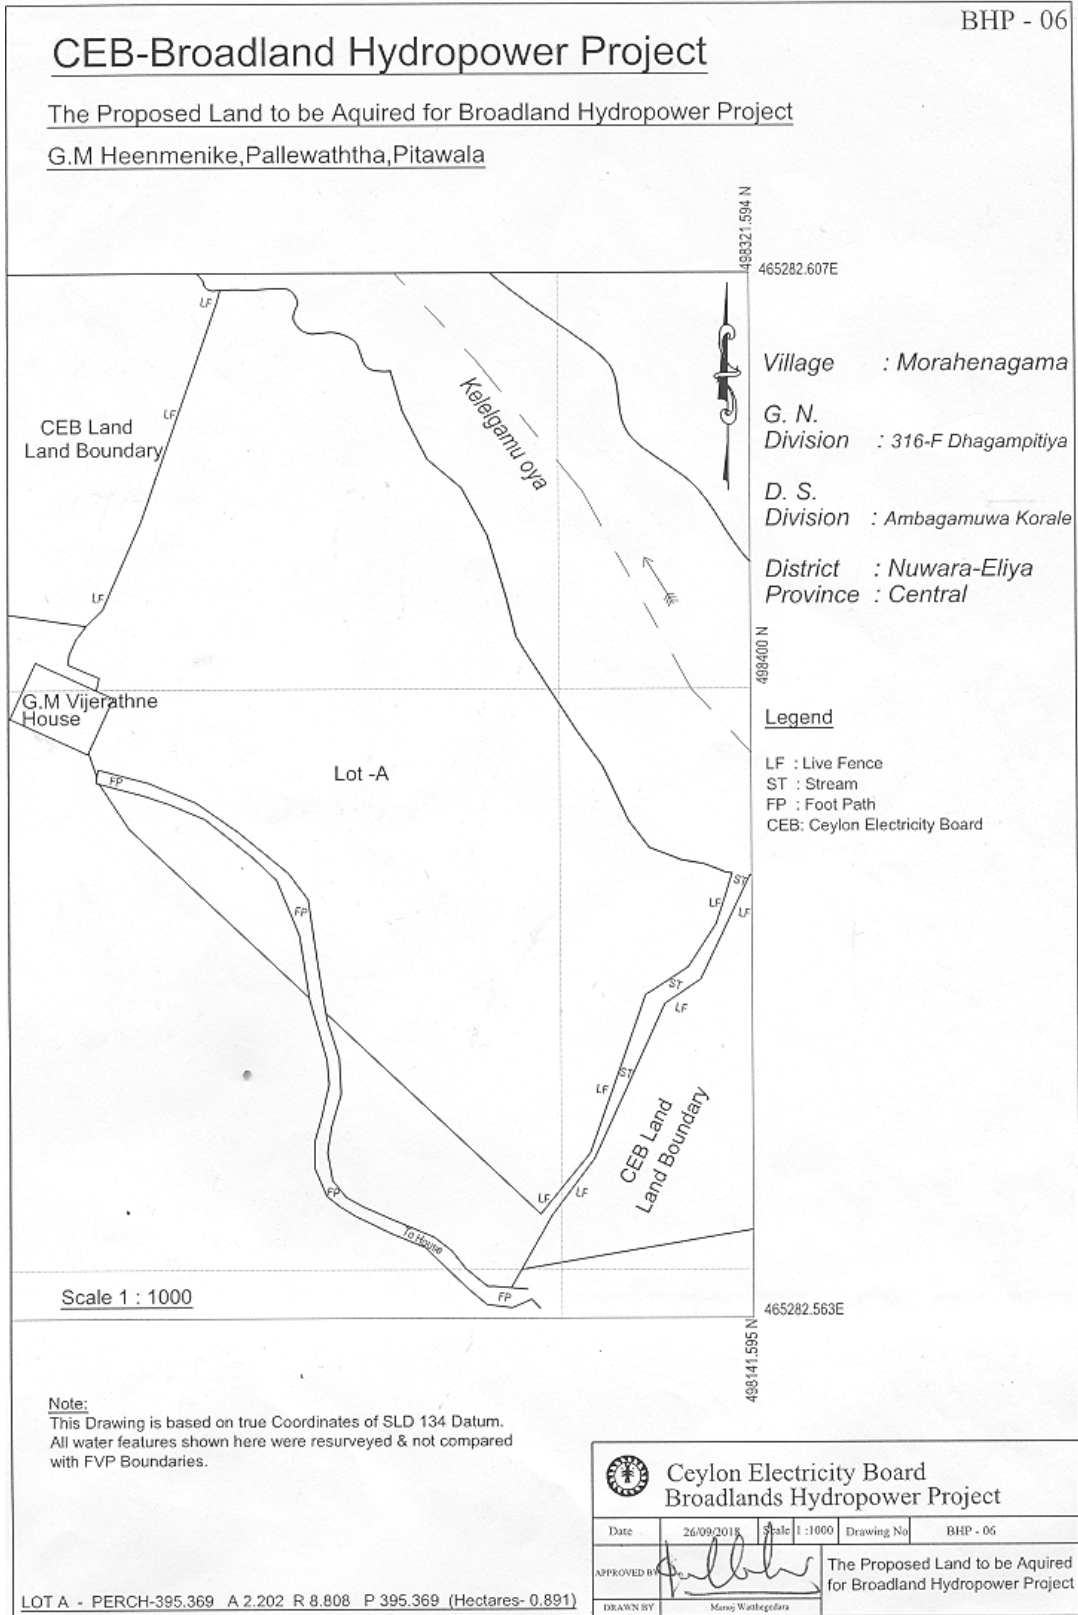 BHP - 06
CEB-Broadland Hydropower Project
The Proposed Land to be Aquired for Broadland Hydropower Project
G.M Heenmenike,Pallewaththa,Pitawala
498321.594 N
465282.607E
LF
LF
CEB Land
Land Boundary
LF
Kelelgamu oya
Village : Morahenagama
G. N.
Division : 316-F Dhagampitiya
D. S.
Division : Ambagamuwa Korale
District : Nuwara-Eliya
Province : Central
498400 N
G.M Vijerathne
House
Lot -A
FP
FP
Legend
LF : Live Fence
ST : Stream
FP : Foot Path
CEB: Ceylon Electricity Board
ST
LF
LF
ST
LF
ST
LF
CEB Land
Land Boundary
LF
LF
FP
To House
FP
Scale 1 : 1000
465282.563E
498141.595 N
Note:
This Drawing is based on true Coordinates of SLD 134 Datum.
All water features shown here were resurveyed & not compared
with FVP Boundaries.
Ceylon Electricity Board
Broadlands Hydropower Project
Date 26/09/2018 Scale 1 :1000 Drawing No BHP - 06
APPROVED BY
The Proposed Land to be Aquired
for Broadland Hydropower Project
DRAWN BY Manoj Watthegedara
LOT A - PERCH-395.369 A 2.202 R 8.808 P 395.369 (Hectares- 0.891)